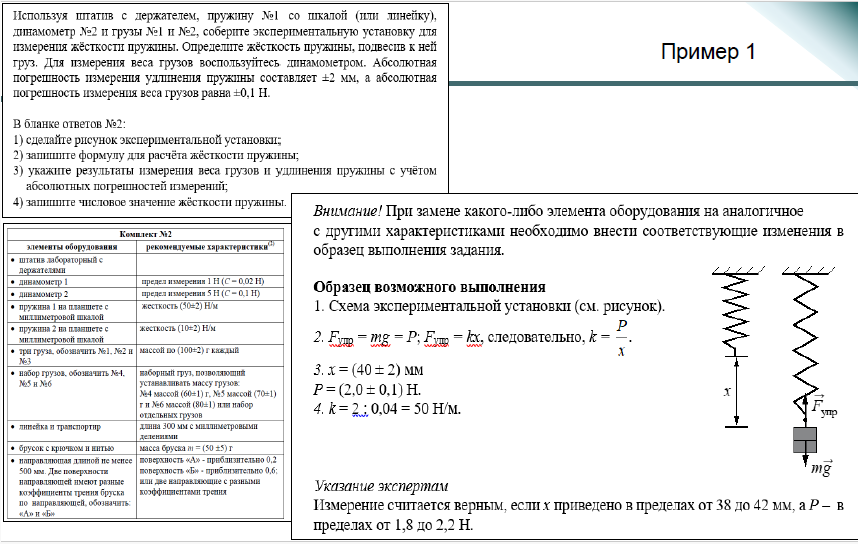 Используя штатив с держателем, пружину №1 со шкалой (или линейку),
динамометр №2 и грузы №1 и №2, соберите экспериментальную установку для
измерения жёсткости пружины. Определите жёсткость пружины, подвесив к ней
груз. Для измерения веса грузов воспользуйтесь динамометром. Абсолютная
погрешность измерения удлинения пружины составляет ±2 мм, а абсолютная
погрешность измерения веса грузов равна ±0,1 Н.
В бланке ответов №2:
1) сделайте рисунок экспериментальной установки;
2) запишите формулу для расчёта жёсткости пружины;
3) укажите результаты измерения веса грузов и удлинения пружины с учётом
абсолютных погрешностей измерений;
4) запишите числовое значение жёсткости пружины.
Пример 1
Комплект №2
элементы оборудования рекомендуемые характеристики(2)
• штатив лабораторный с
держателями
• динамометр 1 предел измерения 1 Н (C = 0,02 Н)
• динамометр 2 предел измерения 5 Н (C = 0,1 Н)
• пружина 1 на планшете с жесткость (50±2) Н/м
миллиметровой шкалой
• пружина 2 на планшете с жесткость (10±2) Н/м
миллиметровой шкалой
• три груза, обозначить №1, №2 и массой по (100±2) г каждый
№3
• набор грузов, обозначить №4, наборный груз, позволяющий
№5 и №6 устанавливать массу грузов:
№4 массой (60±1) г, №5 массой (70±1)
г и №6 массой (80±1) г или набор
отдельных грузов
• линейка и транспортир длина 300 мм с миллиметровыми
делениями
• брусок с крючком и нитью масса бруска m = (50 ±5) г
• направляющая длиной не менее поверхность «А» - приблизительно 0,2
500 мм. Две поверхности поверхность «Б» - приблизительно 0,6;
направляющей имеют разные или две направляющие с разными
коэффициенты трения бруска коэффициентами трения
по направляющей, обозначить:
«А» и «Б»
Внимание! При замене какого-либо элемента оборудования на аналогичное
с другими характеристиками необходимо внести соответствующие изменения в
образец выполнения задания.
Образец возможного выполнения
1. Схема экспериментальной установки (см. рисунок).
2. Fупр = mg = P; Fупр = kx, следовательно, k = P/x.
3. x = (40 ± 2) мм
P = (2,0 ± 0,1) Н.
4. k = 2 : 0,04 = 50 Н/м.
x
Fупр
mg
Указание экспертам
Измерение считается верным, если x приведено в пределах от 38 до 42 мм, а P – в
пределах от 1,8 до 2,2 Н.